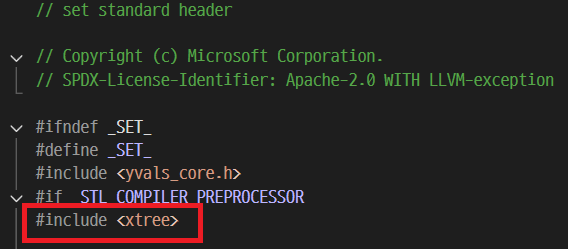 // set standard header
// Copyright (c) Microsoft Corporation.
// SPDX-License-Identifier: Apache-2.0 WITH LLVM-exception
#ifndef _SET_
#define _SET_
#include <yvals_core.h>
#if _STL_COMPILER_PREPROCESSOR
#include <xtree>